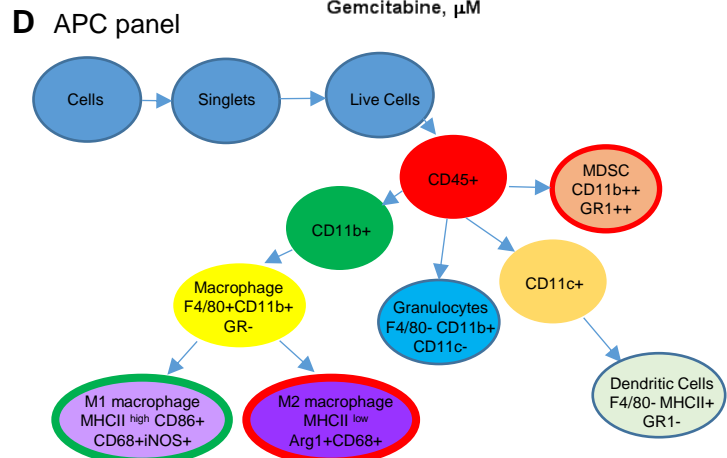 Gemcitabine, μM
D APC panel
Cells
Singlets
Live Cells
CD45+
MDSC
CD11b++
GR1++
CD11b+
CD11c+
Macrophage
F4/80+CD11b+
GR-
Granulocytes
F4/80- CD11b+
CD11c-
Dendritic Cells
F4/80- MHCII+
GR1-
M1 macrophage
MHCII high CD86+
CD68+iNOS+
M2 macrophage
MHCII low
Arg1+CD68+